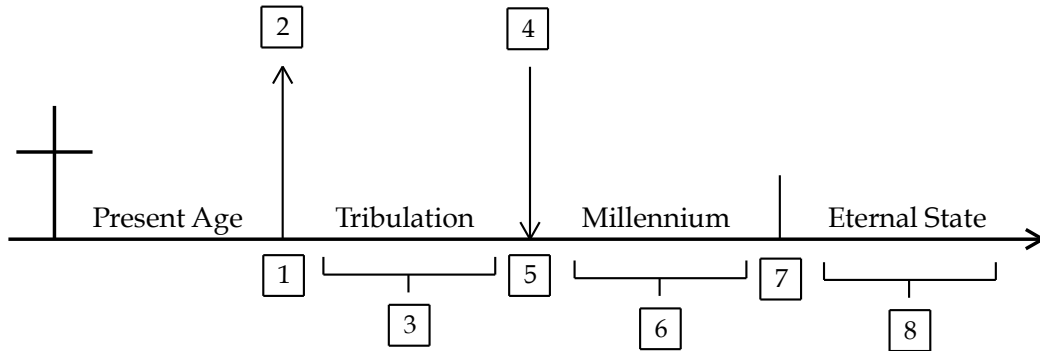 2
4
Present Age
Tribulation
Millennium
Eternal State
1
5
7
3
6
8